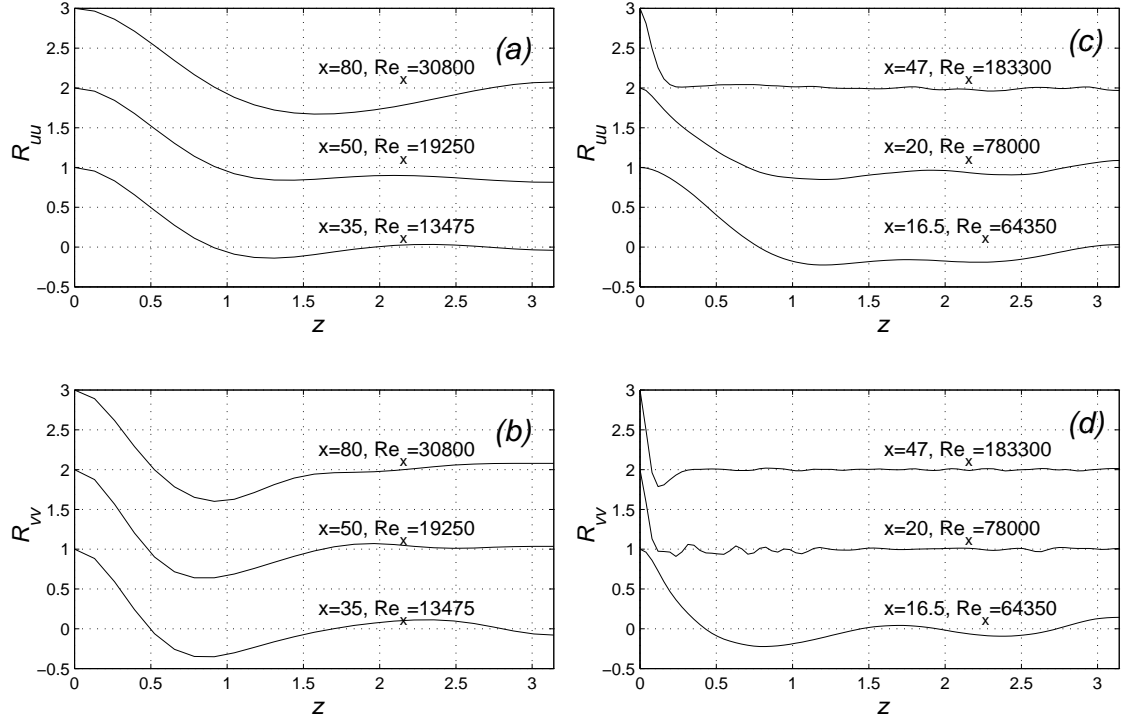 (a)
x=80, Re_x=30800
x=50, Re_x=19250
x=35, Re_x=13475
R_uu
3
2.5
2
1.5
1
0.5
0
−0.5
0 0.5 1 1.5 2 2.5 3
z
(c)
x=47, Re_x=183300
x=20, Re_x=78000
x=16.5, Re_x=64350
R_uu
3
2.5
2
1.5
1
0.5
0
−0.5
0 0.5 1 1.5 2 2.5 3
z
(b)
x=80, Re_x=30800
x=50, Re_x=19250
x=35, Re_x=13475
R_vv
3
2.5
2
1.5
1
0.5
0
−0.5
0 0.5 1 1.5 2 2.5 3
z
(d)
x=47, Re_x=183300
x=20, Re_x=78000
x=16.5, Re_x=64350
R_vv
3
2.5
2
1.5
1
0.5
0
−0.5
0 0.5 1 1.5 2 2.5 3
z